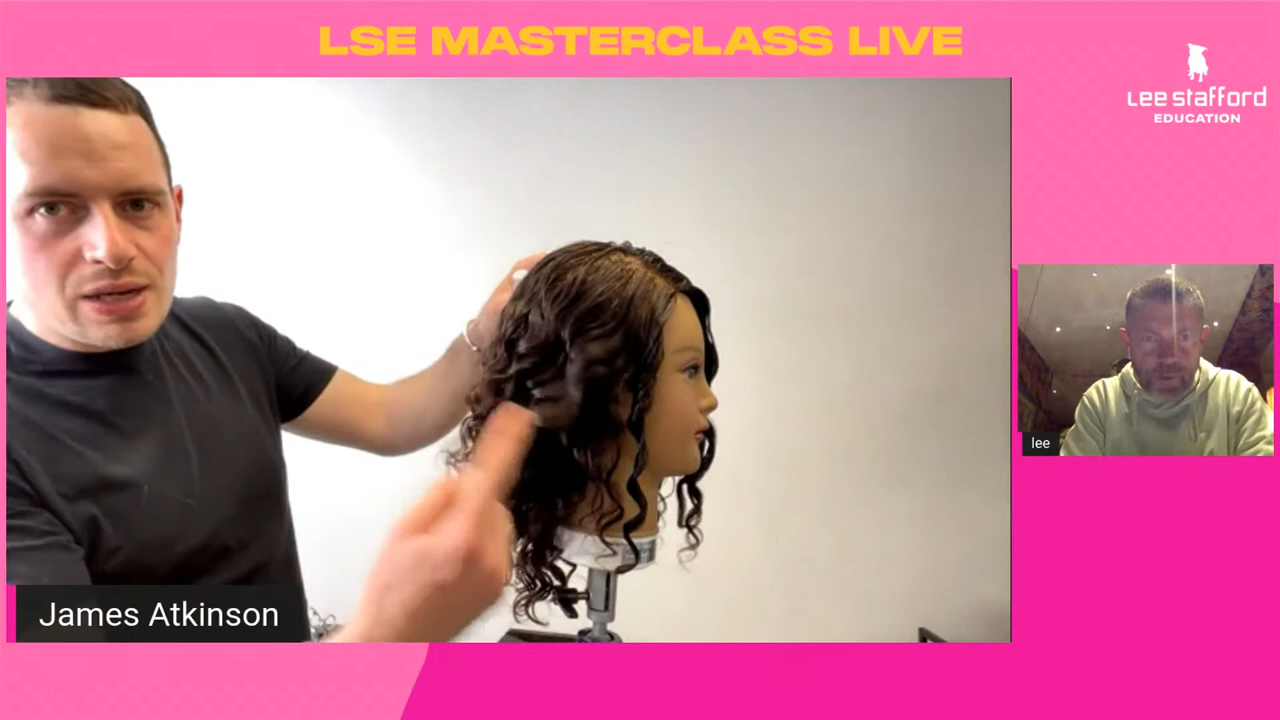 LSE MASTERCLASS LIVE
Lee Stafford
EDUCATION
lee
James Atkinson